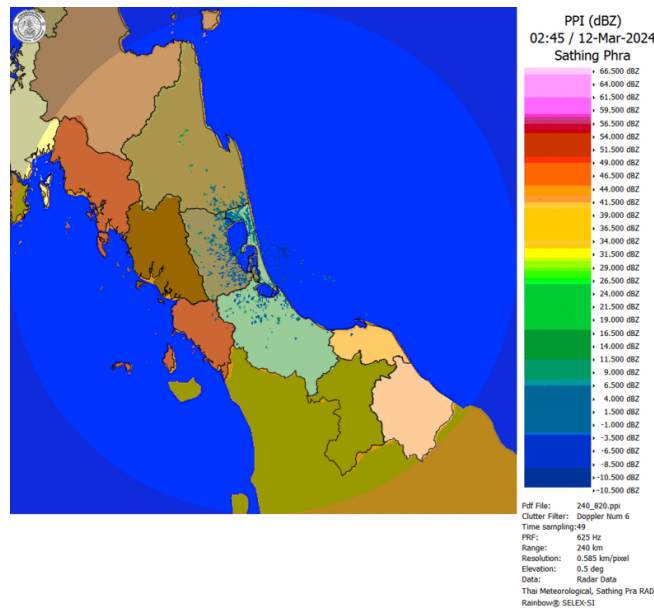 PPI (dBZ)
02:45 / 12-Mar-2024
Sathing Phra
66.500 dBZ
64.000 dBZ
61.500 dBZ
59.000 dBZ
56.500 dBZ
54.000 dBZ
51.500 dBZ
49.000 dBZ
46.500 dBZ
44.000 dBZ
41.500 dBZ
39.000 dBZ
36.500 dBZ
34.000 dBZ
31.500 dBZ
29.000 dBZ
26.500 dBZ
24.000 dBZ
21.500 dBZ
19.000 dBZ
16.500 dBZ
14.000 dBZ
11.500 dBZ
9.000 dBZ
6.500 dBZ
4.000 dBZ
1.500 dBZ
-1.000 dBZ
-3.500 dBZ
-6.500 dBZ
-8.500 dBZ
-10.500 dBZ
-10.500 dBZ
Pdf File: 240_820.ppi
Clutter Filter: Doppler Num 6
Time sampling:49
PRF: 625 Hz
Range: 240 km
Resolution: 0.585 km/pixel
Elevation: 0.5 deg
Data: Radar Data
Thai Meteorological, Sathing Pra RAD
Rainbow® SELEX-SI